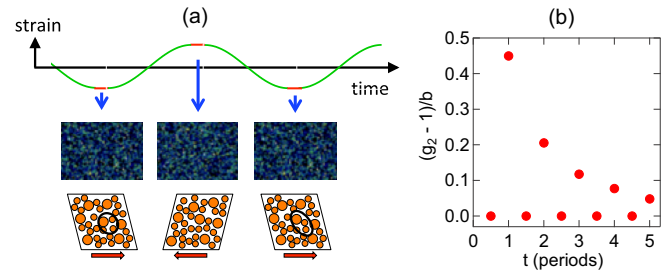 (a)
strain
time
(b)
(g₂ - 1)/b
0.5
0.4
0.3
0.2
0.1
0.0
0 1 2 3 4 5
t (periods)